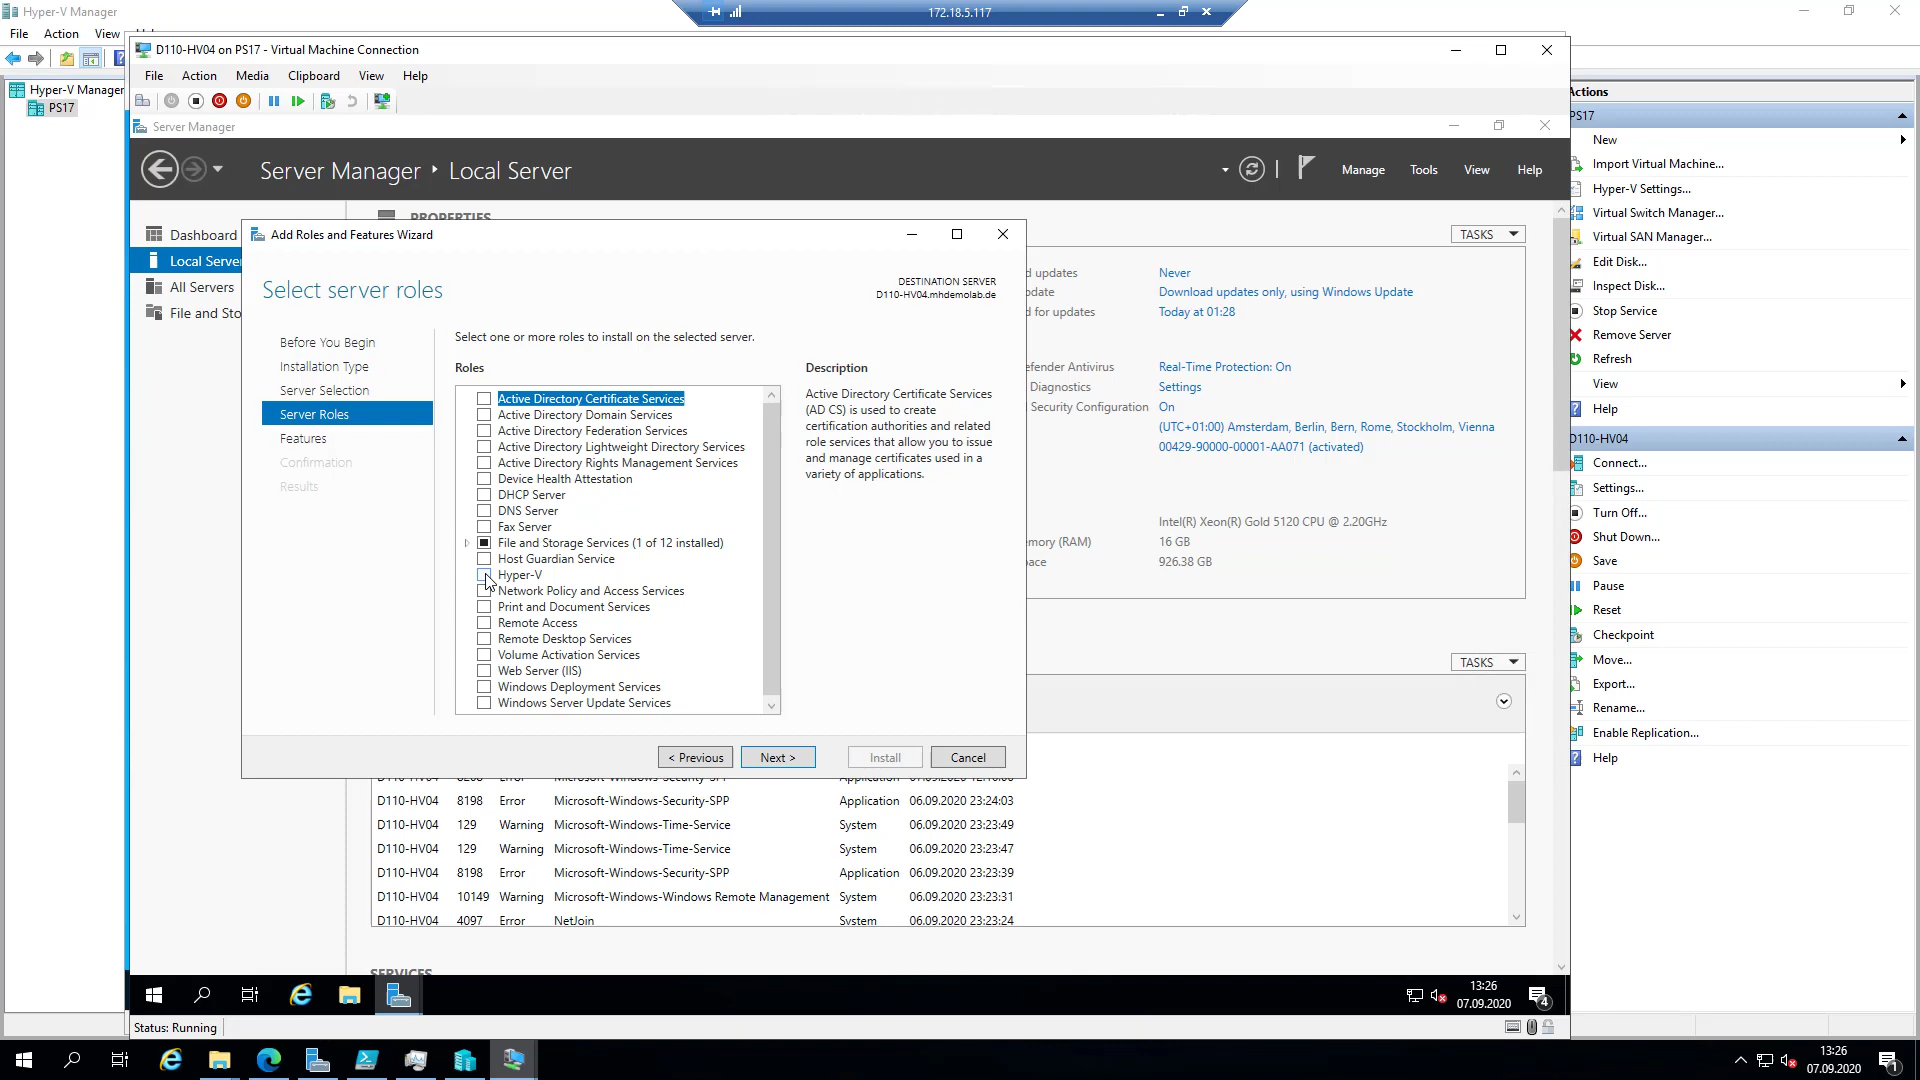 Hyper-V Manager
172.18.5.117
File Action View
D110-HV04 on PS17 - Virtual Machine Connection
File Action Media Clipboard View Help
Hyper-V Manager
PS17
Server Manager
Server Manager Local Server
Manage Tools View Help
Dashboard
Local Server
All Servers
File and Sto
PROPERTIES
TASKS
Add Roles and Features Wizard
Select server roles
DESTINATION SERVER
D110-HV04.mhdemolab.de
Before You Begin
Installation Type
Server Selection
Server Roles
Features
Confirmation
Results
Select one or more roles to install on the selected server.
Roles
Active Directory Certificate Services
Active Directory Domain Services
Active Directory Federation Services
Active Directory Lightweight Directory Services
Active Directory Rights Management Services
Device Health Attestation
DHCP Server
DNS Server
Fax Server
File and Storage Services (1 of 12 installed)
Host Guardian Service
Hyper-V
Network Policy and Access Services
Print and Document Services
Remote Access
Remote Desktop Services
Volume Activation Services
Web Server (IIS)
Windows Deployment Services
Windows Server Update Services
Description
Active Directory Certificate Services
(AD CS) is used to create
certification authorities and related
role services that allow you to issue
and manage certificates used in a
variety of applications.
< Previous Next > Install Cancel
d updates Never
pdate Download updates only, using Windows Update
d for updates Today at 01:28
efender Antivirus Real-Time Protection: On
Diagnostics Settings
Security Configuration On
(UTC+01:00) Amsterdam, Berlin, Bern, Rome, Stockholm, Vienna
00429-90000-00001-AA071 (activated)
Intel(R) Xeon(R) Gold 5120 CPU @ 2.20GHz
mory (RAM) 16 GB
ace 926.38 GB
TASKS
D110-HV04 8198 Error Microsoft-Windows-Security-SPP Application 06.09.2020 23:24:03
D110-HV04 129 Warning Microsoft-Windows-Time-Service System 06.09.2020 23:23:49
D110-HV04 129 Warning Microsoft-Windows-Time-Service System 06.09.2020 23:23:47
D110-HV04 8198 Error Microsoft-Windows-Security-SPP Application 06.09.2020 23:23:39
D110-HV04 10149 Warning Microsoft-Windows-Windows Remote Management System 06.09.2020 23:23:31
D110-HV04 4097 Error NetJoin System 06.09.2020 23:23:24
SERVICES
13:26
07.09.2020
4
Status: Running
Actions
PS17
New
Import Virtual Machine...
Hyper-V Settings...
Virtual Switch Manager...
Virtual SAN Manager...
Edit Disk...
Inspect Disk...
Stop Service
Remove Server
Refresh
View
Help
D110-HV04
Connect...
Settings...
Turn Off...
Shut Down...
Save
Pause
Reset
Checkpoint
Move...
Export...
Rename...
Enable Replication...
Help
13:26
07.09.2020
1